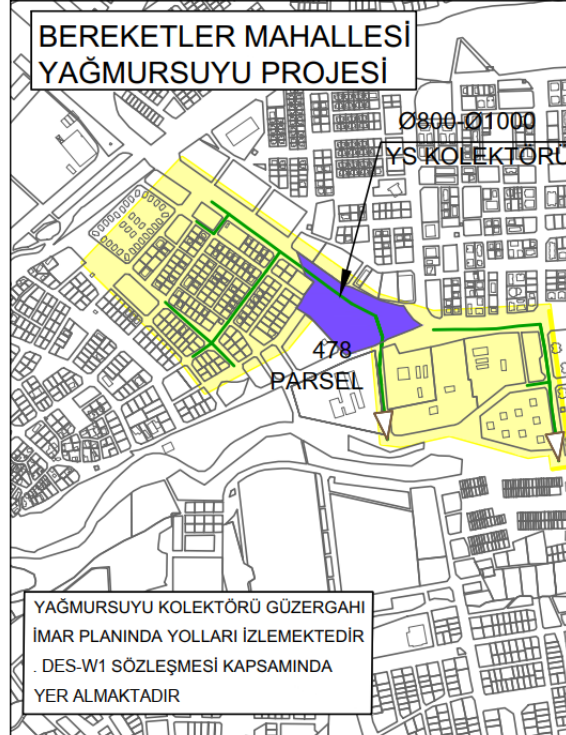 BEREKETLER MAHALLESİ
YAĞMURSUYU PROJESİ
Ø800-Ø1000
YS KOLEKTÖRÜ
478
PARSEL
YAĞMURSUYU KOLEKTÖRÜ GÜZERGAHI
İMAR PLANINDA YOLLARI İZLEMEKTEDİR
. DES-W1 SÖZLEŞMESİ KAPSAMINDA
YER ALMAKTADIR